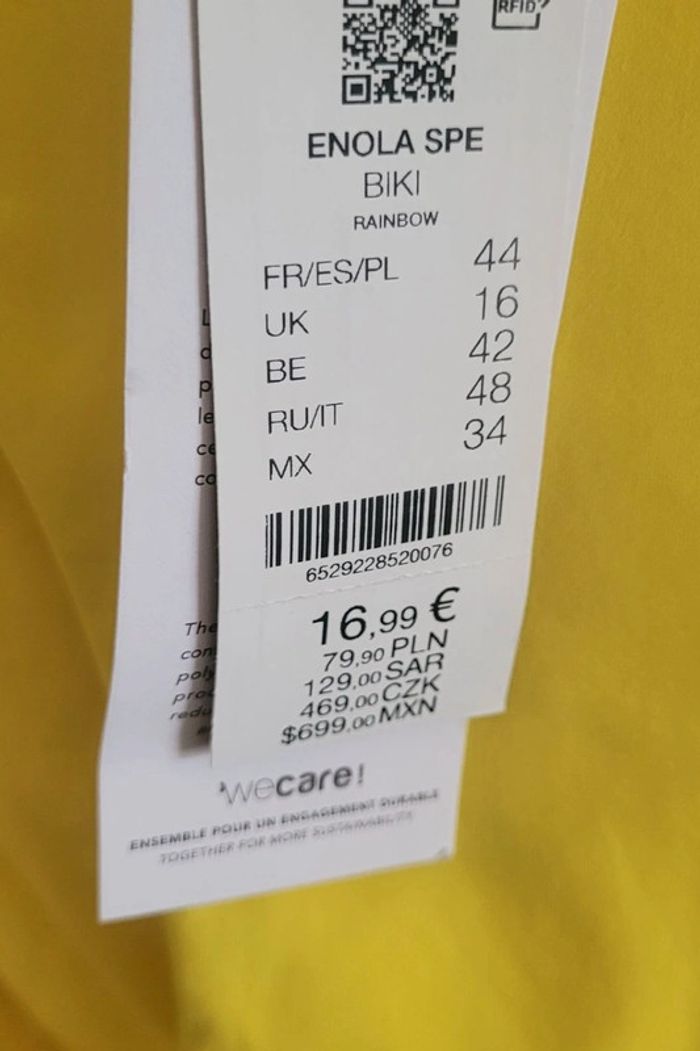 RFID
ENOLA SPE
BIKI
RAINBOW
FR/ES/PL 44
UK 16
BE 42
RU/IT 48
MX 34
6529228520076
16,99 €
79,90 PLN
129,00 SAR
469,00 CZK
$699,00 MXN
The
wecare!
ENSEMBLE POUR UN ENGAGEMENT DURABLE
TOGETHER FOR MORE SUSTAINABILITY